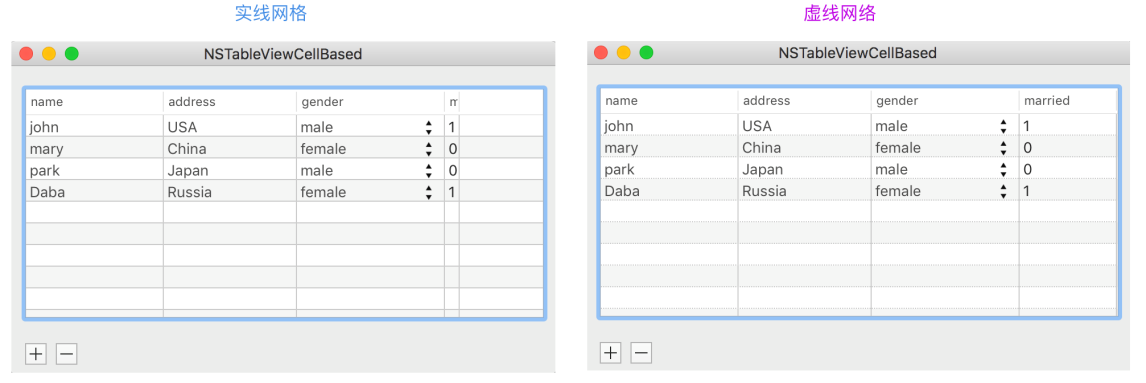 实线网格
虚线网络
NSTableViewCellBased
name address gender m
john USA male 1
mary China female 0
park Japan male 0
Daba Russia female 1
NSTableViewCellBased
name address gender married
john USA male 1
mary China female 0
park Japan male 0
Daba Russia female 1